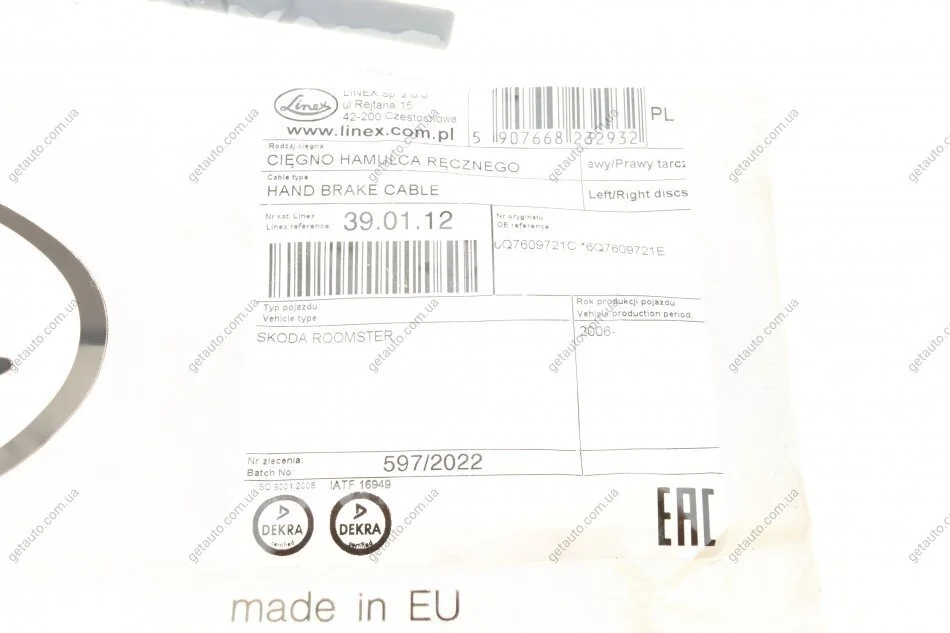 Linex
LINEX Sp. z o.o
ul Rejtana 15
42-200 Czestochowa
www.linex.com.pl
5 907668 232932
PL
Rodzaj cięgna
CIĘGNO HAMULCA RĘCZNEGO
ewy/Prawy tarcz
Cable type
HAND BRAKE CABLE
Left/Right discs
Nr kat. Linex
Linex reference
39.01.12
Nr oryginału
OE reference
6Q7609721C *6Q7609721E
Typ pojazdu
Vehicle type
Rok produkcji pojazdu
Vehicle production period
SKODA ROOMSTER
2006-
Nr zlecenia
Batch No
597/2022
ISO 9001:2008
IATF 16949
DEKRA
certified
DEKRA
certified
EAC
made in EU
getauto.com.ua